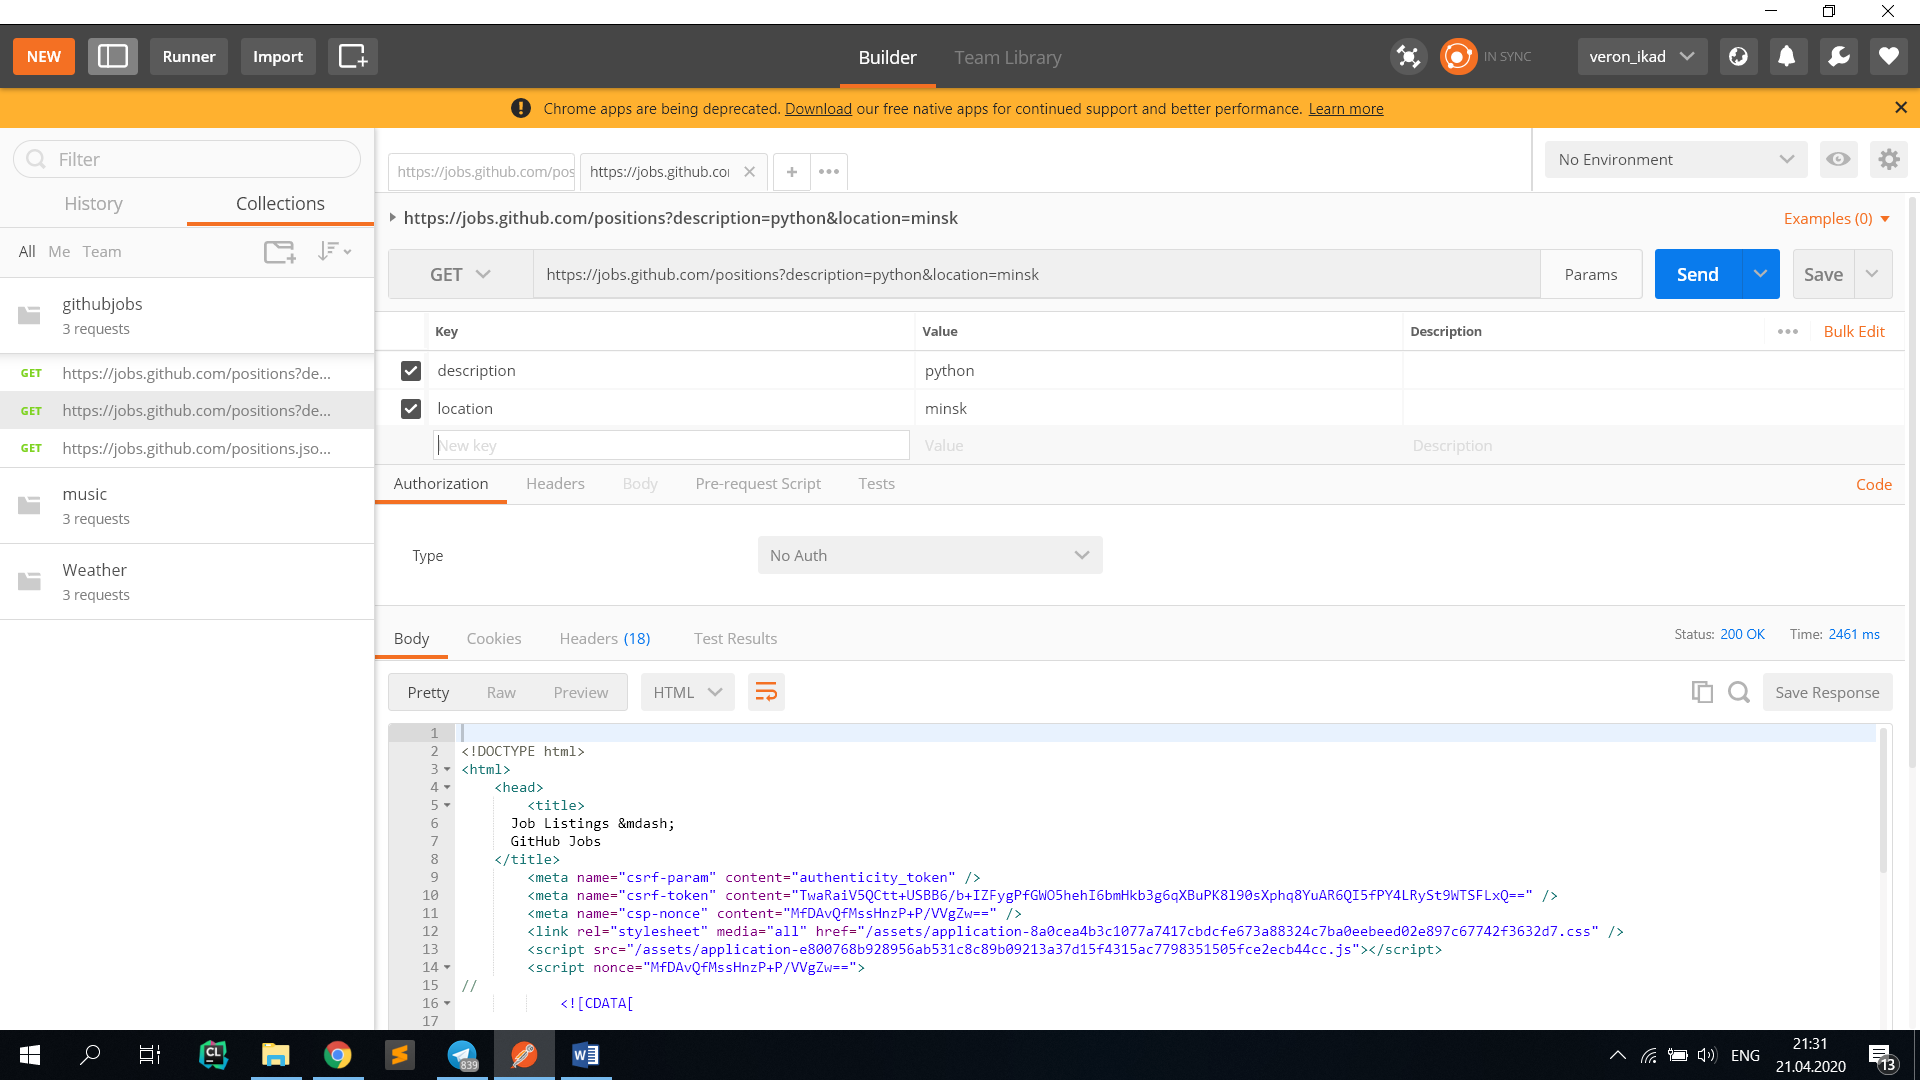 NEW
Runner
Import
Builder
Team Library
IN SYNC
veron_ikad
Chrome apps are being deprecated. Download our free native apps for continued support and better performance. Learn more
Filter
History
Collections
All Me Team
githubjobs
3 requests
GET https://jobs.github.com/positions?de...
GET https://jobs.github.com/positions?de...
GET https://jobs.github.com/positions.jso...
music
3 requests
Weather
3 requests
https://jobs.github.com/pos
https://jobs.github.co
No Environment
https://jobs.github.com/positions?description=python&location=minsk
Examples (0)
GET
https://jobs.github.com/positions?description=python&location=minsk
Params
Send
Save
Key Value Description Bulk Edit
description python
location minsk
New key Value Description
Authorization Headers Body Pre-request Script Tests Code
Type No Auth
Body Cookies Headers (18) Test Results Status: 200 OK Time: 2461 ms
Pretty Raw Preview HTML Save Response
1
2 <!DOCTYPE html>
3 <html>
4 <head>
5 <title>
6 Job Listings &mdash;
7 GitHub Jobs
8 </title>
9 <meta name="csrf-param" content="authenticity_token" />
10 <meta name="csrf-token" content="TwaRaiV5QCtt+USBB6/b+IZFygPfGWO5hehI6bmHkb3g6qXBuPK8l90sXphq8YuAR6QI5fPY4LRySt9WTSFLxQ==" />
11 <meta name="csp-nonce" content="MfDAvQfMssHnzP+P/VVgZw==" />
12 <link rel="stylesheet" media="all" href="/assets/application-8a0cea4b3c1077a7417cbdcfe673a88324c7ba0eebeed02e897c67742f3632d7.css" />
13 <script src="/assets/application-e800768b928956ab531c8c89b09213a37d15f4315ac7798351505fce2ecb44cc.js"></script>
14 <script nonce="MfDAvQfMssHnzP+P/VVgZw==">
15 //
16 <![CDATA[
17
CL
839
W
ENG
21:31
21.04.2020
13